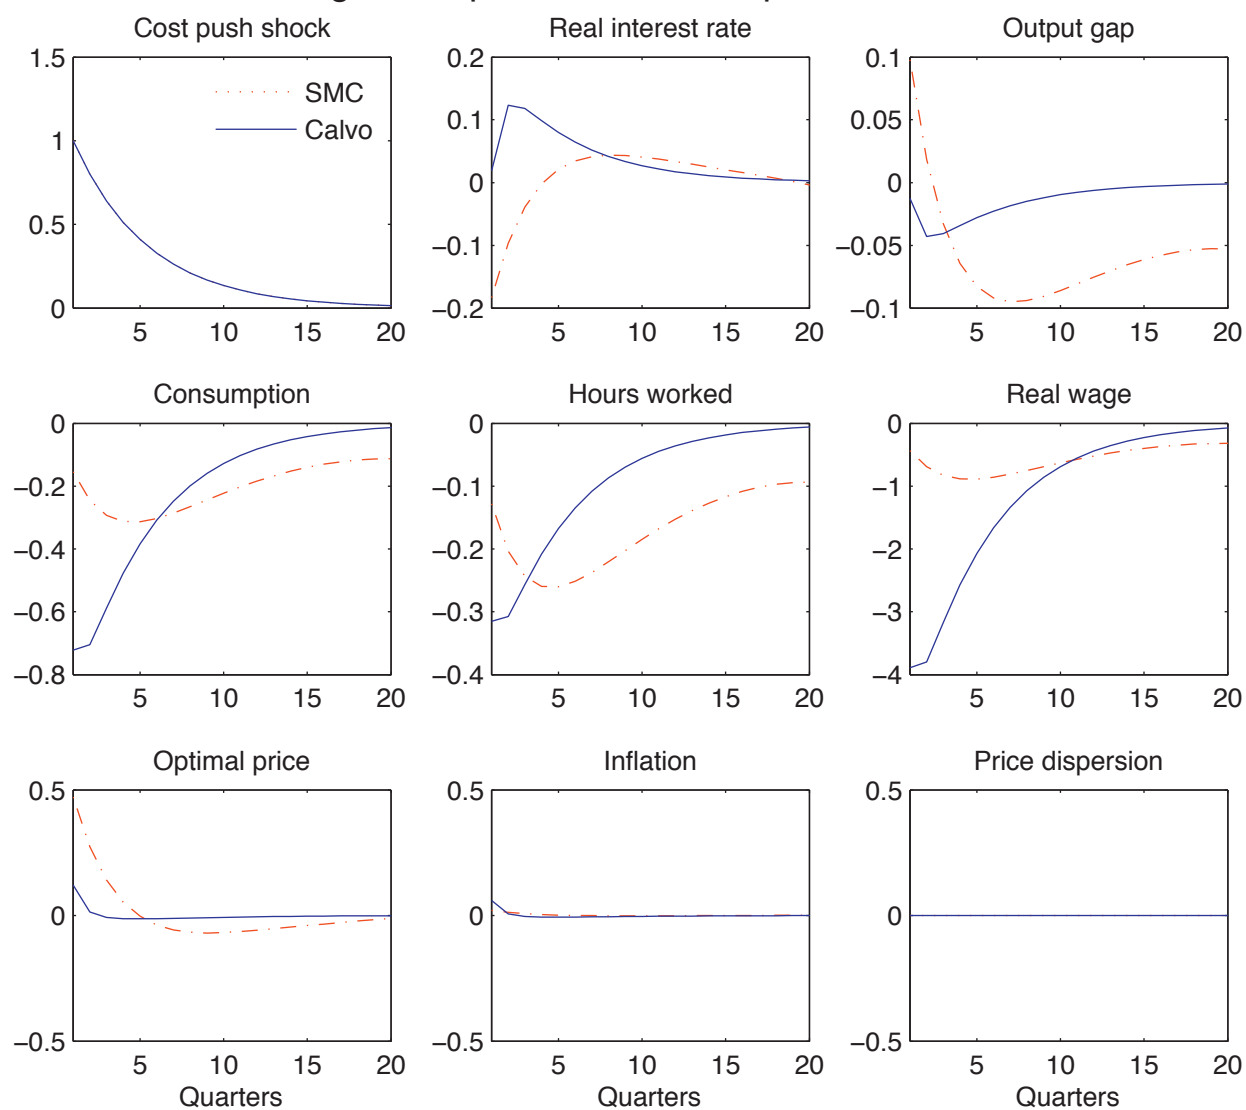 Cost push shock Real interest rate Output gap
1.5 0.2 0.1
SMC
Calvo
0.1 0.05
1
0 0
0.5
−0.1 −0.05
0 −0.2 −0.1
5 10 15 20 5 10 15 20 5 10 15 20
Consumption Hours worked Real wage
0 0 0
−0.2 −0.1 −1
−0.4 −0.2 −2
−0.6 −0.3 −3
−0.8 −0.4 −4
5 10 15 20 5 10 15 20 5 10 15 20
Optimal price Inflation Price dispersion
0.5 0.5 0.5
0 0 0
−0.5 −0.5 −0.5
5 10 15 20 5 10 15 20 5 10 15 20
Quarters Quarters Quarters